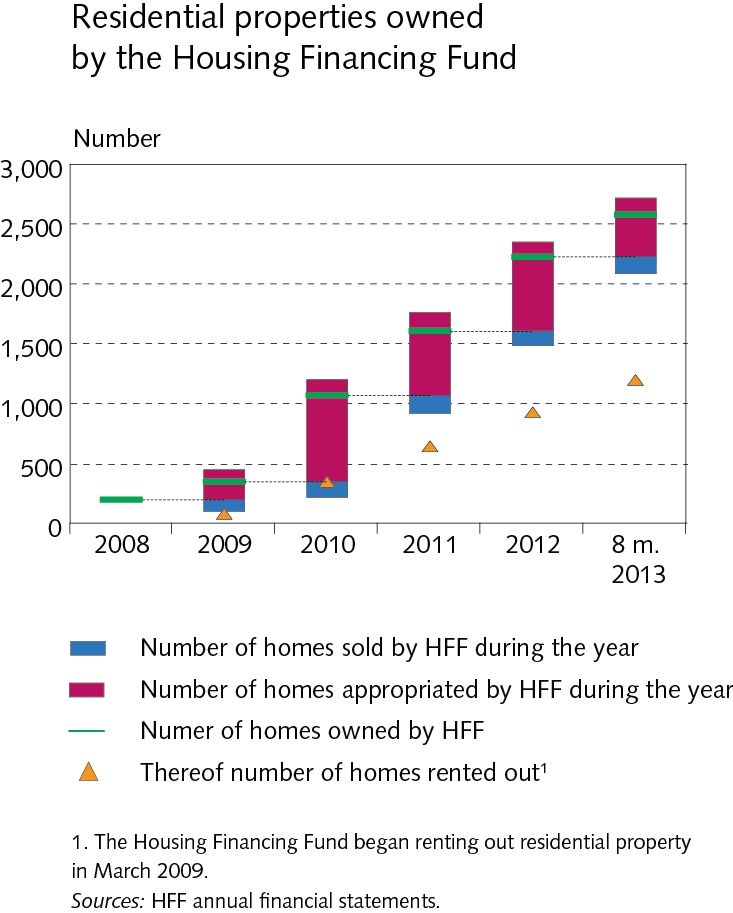 Residential properties owned
by the Housing Financing Fund
Number
3,000
2,500
2,000
1,500
1,000
500
0
2008 2009 2010 2011 2012 8 m.
2013
Number of homes sold by HFF during the year
Number of homes appropriated by HFF during the year
Numer of homes owned by HFF
Thereof number of homes rented out¹
1. The Housing Financing Fund began renting out residential property
in March 2009.
Sources: HFF annual financial statements.